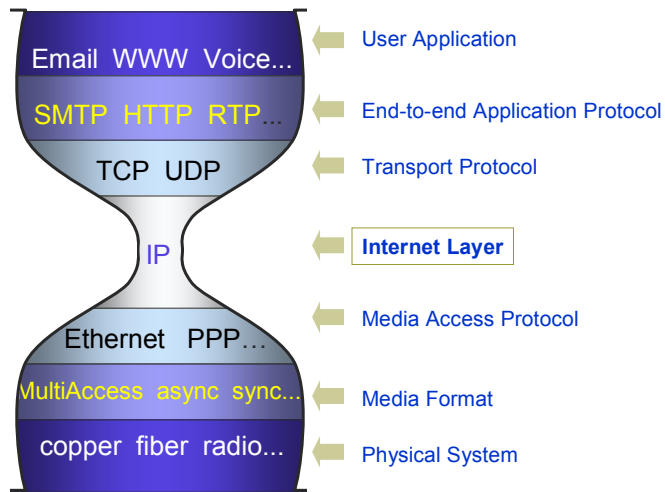 Email WWW Voice...
User Application
SMTP HTTP RTP...
End-to-end Application Protocol
TCP UDP
Transport Protocol
IP
Internet Layer
Ethernet PPP...
Media Access Protocol
MultiAccess async sync...
Media Format
copper fiber radio...
Physical System